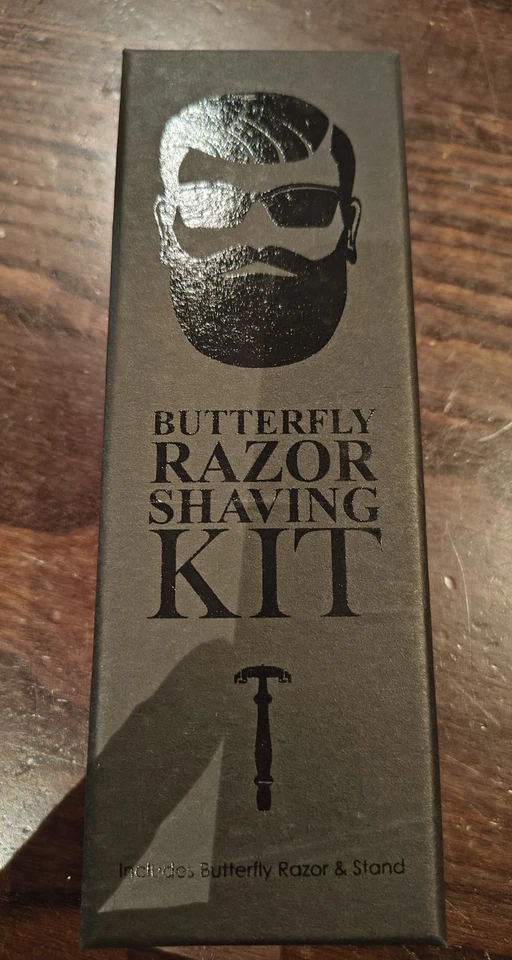 BUTTERFLY
RAZOR
SHAVING
KIT
Includes Butterfly Razor & Stand